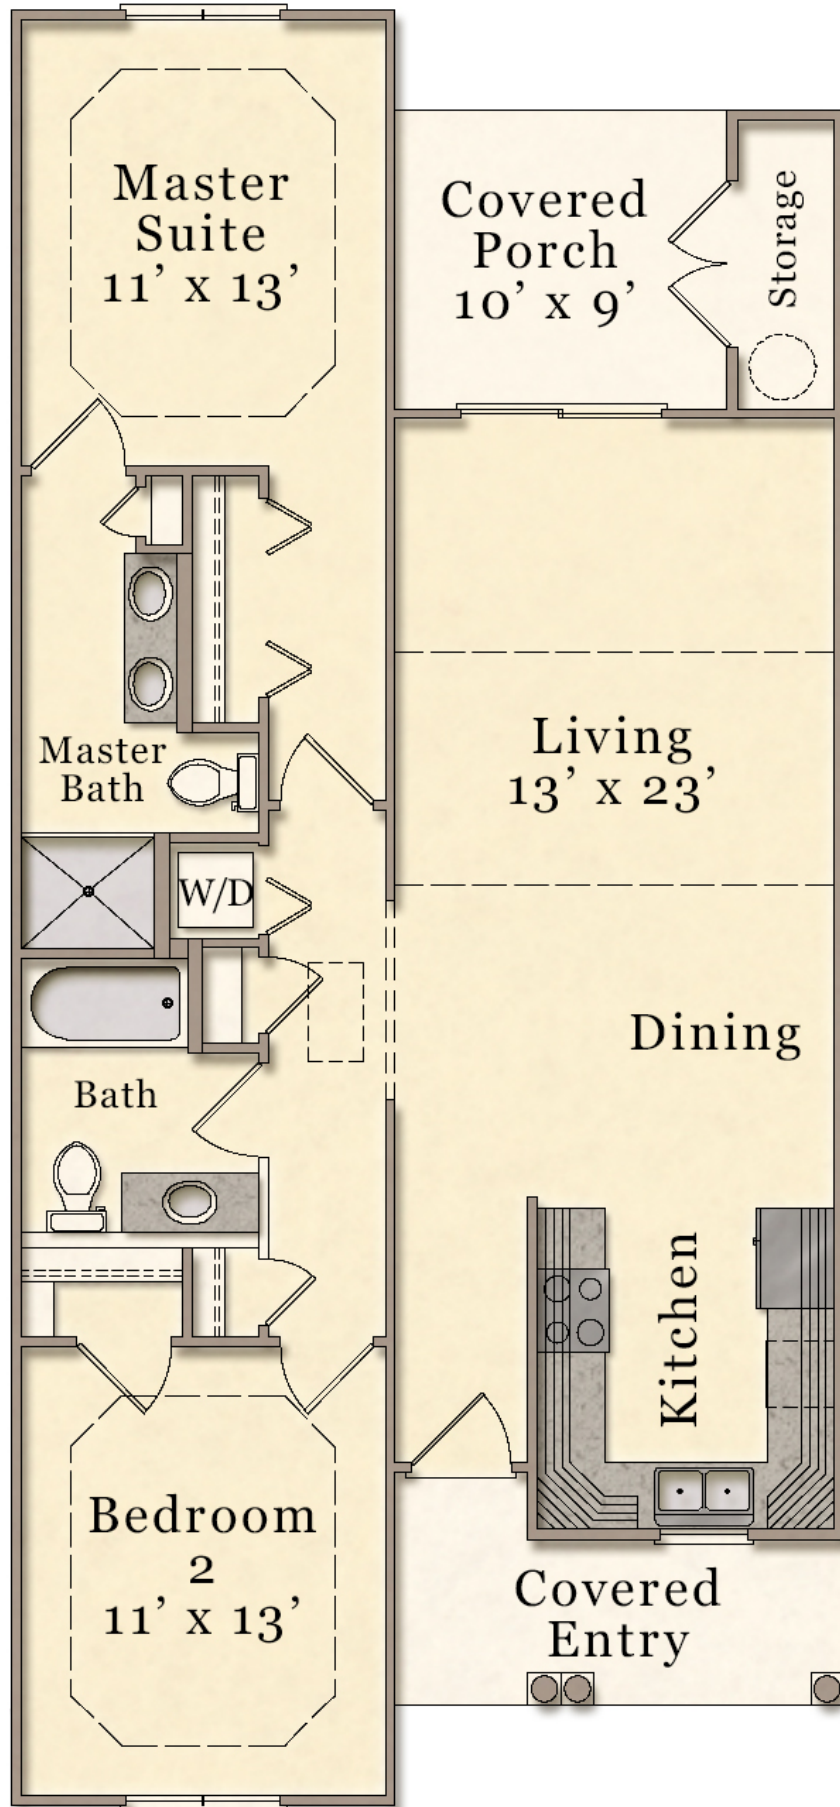 Master
Suite
11’ x 13’
Covered
Porch
10’ x 9’
Storage
Master
Bath
Living
13’ x 23’
W/D
Dining
Bath
Kitchen
Bedroom
2
11’ x 13’
Covered
Entry